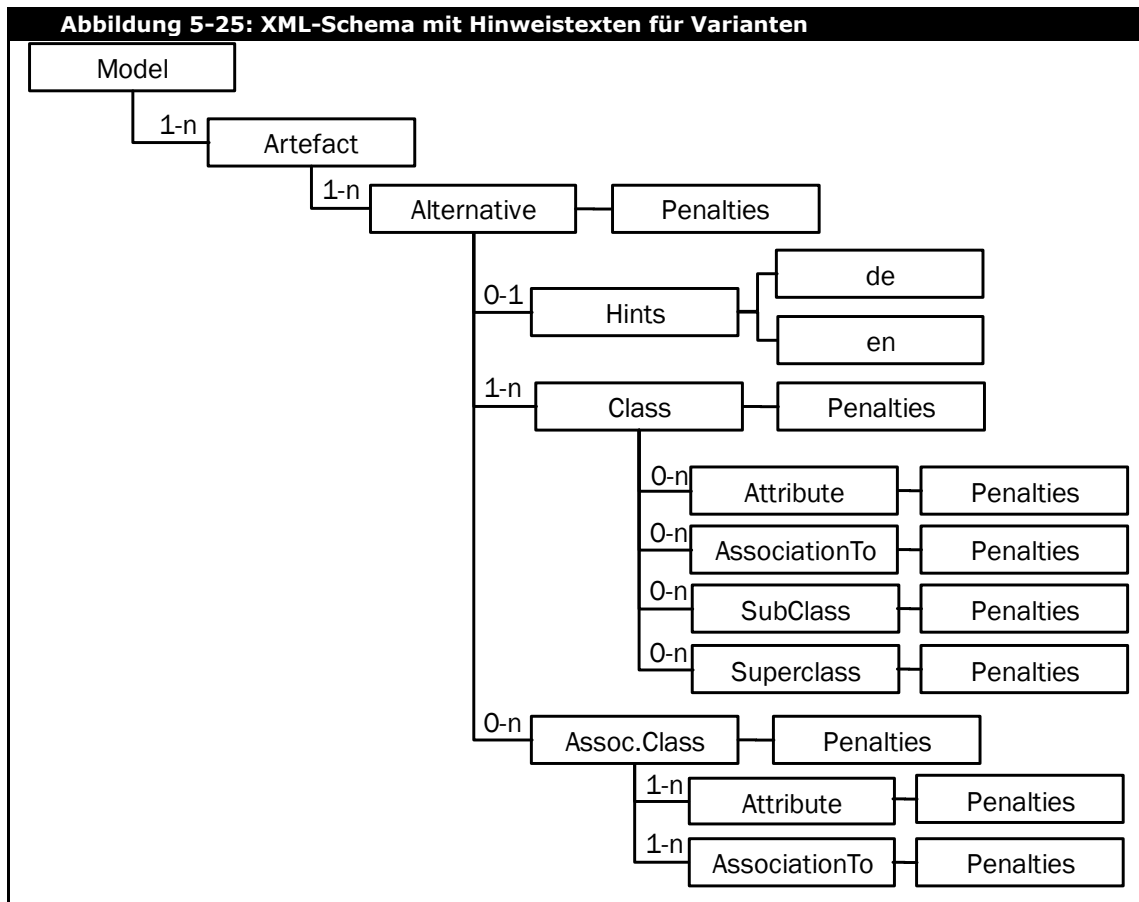 Abbildung 5-25: XML-Schema mit Hinweistexten für Varianten
Model
1-n
Artefact
1-n
Alternative
Penalties
0-1
Hints
de
en
1-n
Class
Penalties
0-n
Attribute
Penalties
0-n
AssociationTo
Penalties
0-n
SubClass
Penalties
0-n
Superclass
Penalties
0-n
Assoc.Class
Penalties
1-n
Attribute
Penalties
1-n
AssociationTo
Penalties